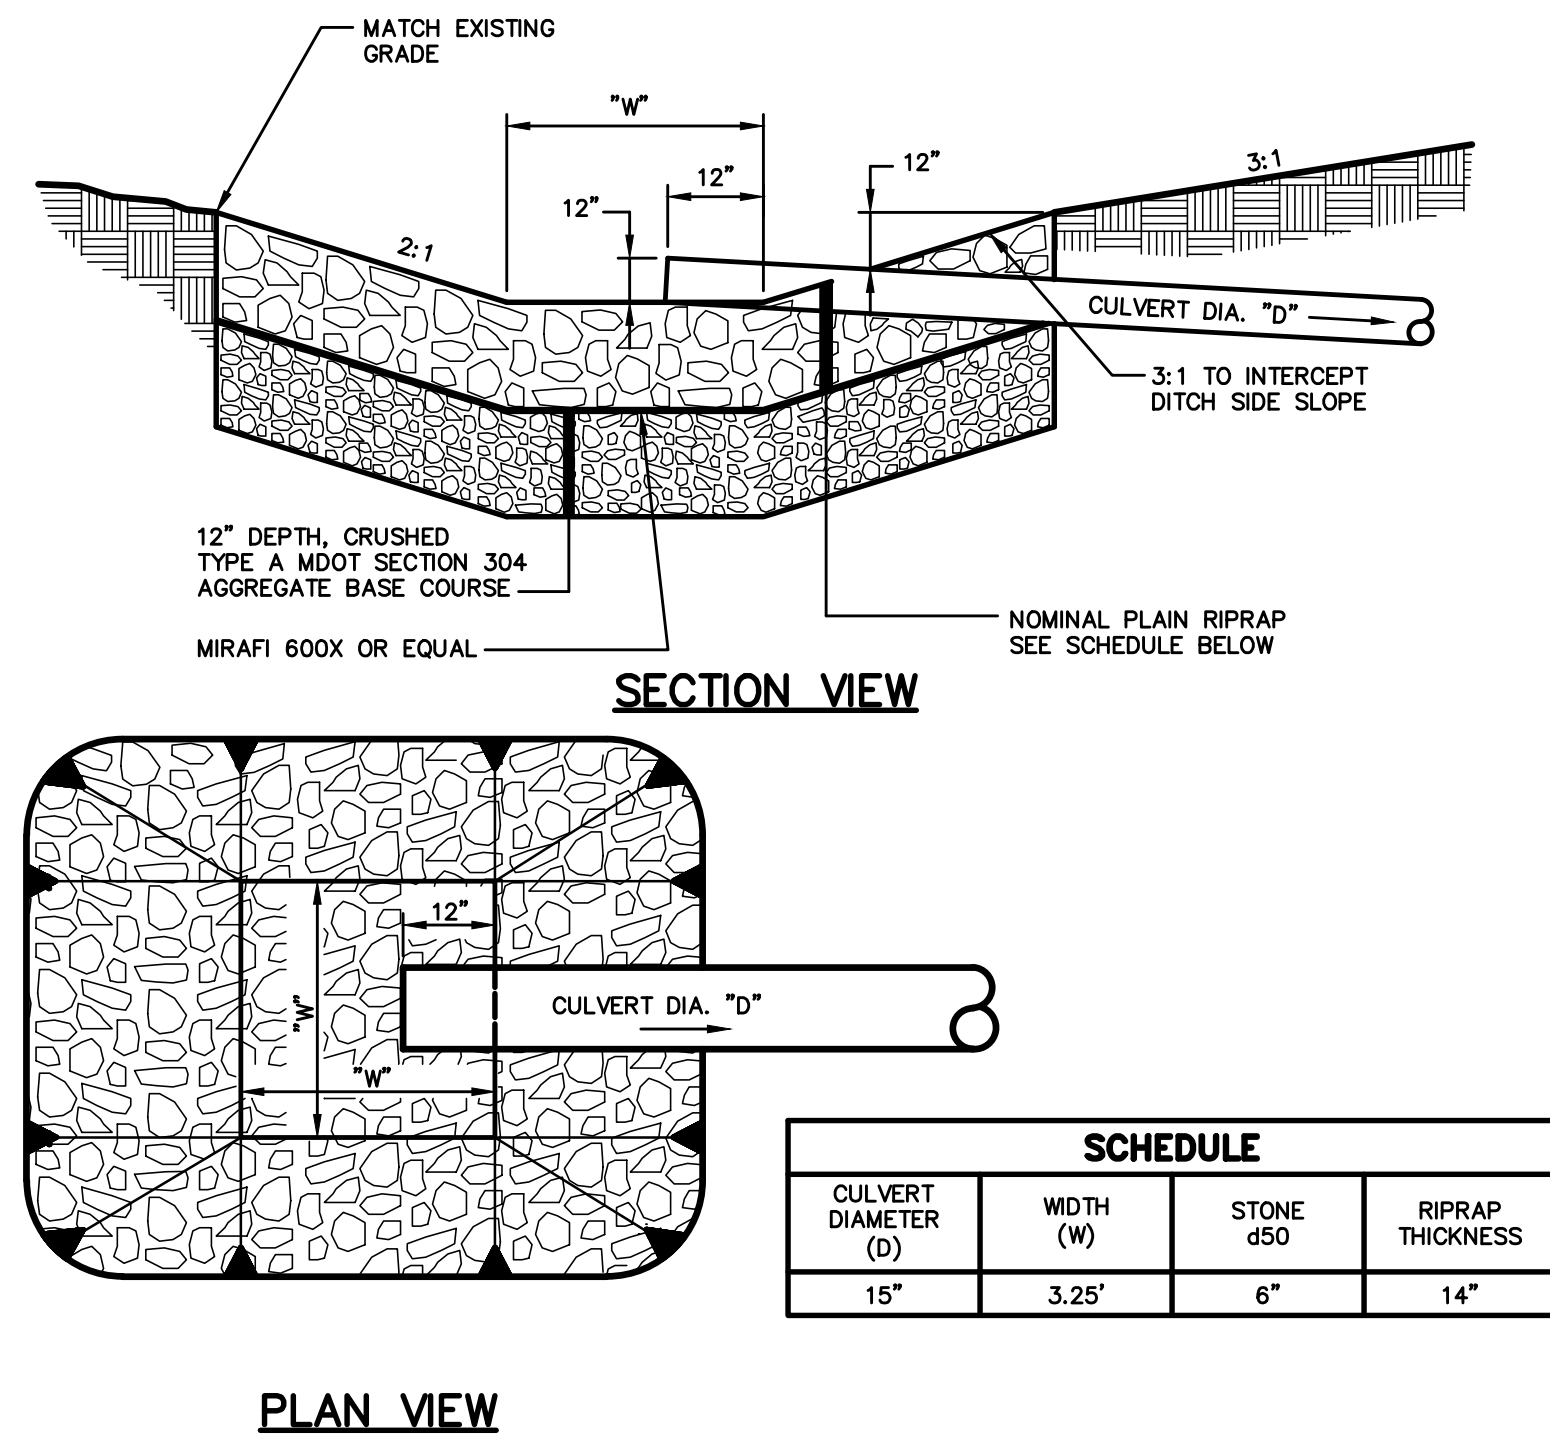 MATCH EXISTING
GRADE
"W"
12"
12"
12"
3:1
2:1
CULVERT DIA. "D"
3:1 TO INTERCEPT
DITCH SIDE SLOPE
12" DEPTH, CRUSHED
TYPE A MDOT SECTION 304
AGGREGATE BASE COURSE
MIRAFI 600X OR EQUAL
NOMINAL PLAIN RIPRAP
SEE SCHEDULE BELOW
SECTION VIEW
12"
"W"
CULVERT DIA. "D"
"W"
SCHEDULE
CULVERT
DIAMETER
(D)
WIDTH
(W)
STONE
d50
RIPRAP
THICKNESS
15"
3.25'
6"
14"
PLAN VIEW